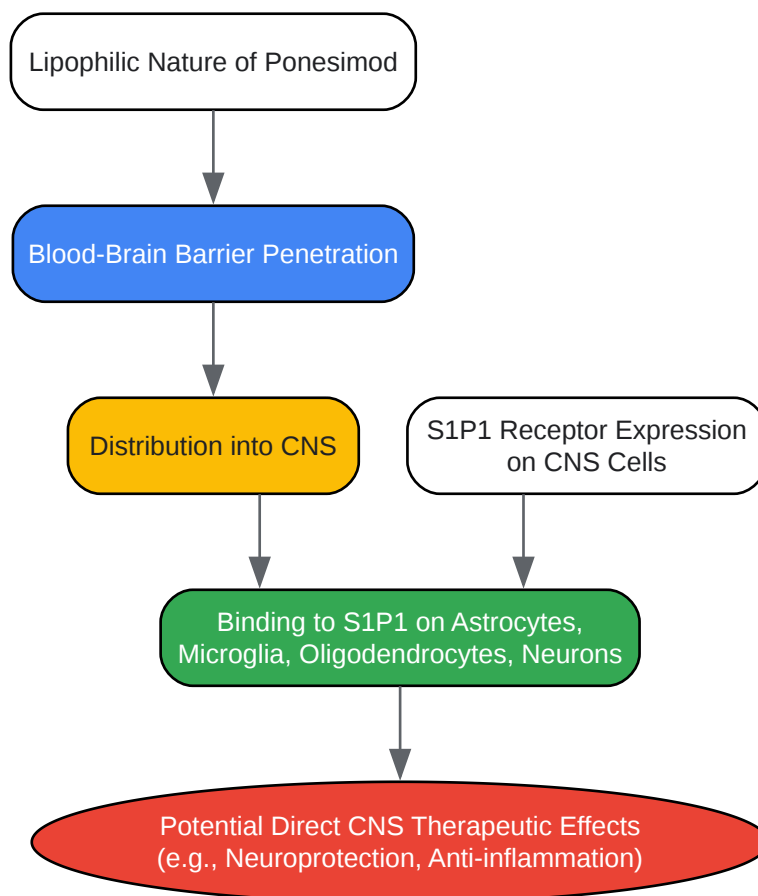 Lipophilic Nature of Ponesimod
Blood-Brain Barrier Penetration
Distribution into CNS
S1P1 Receptor Expression
on CNS Cells
Binding to S1P1 on Astrocytes,
Microglia, Oligodendrocytes, Neurons
Potential Direct CNS Therapeutic Effects
(e.g., Neuroprotection, Anti-inflammation)